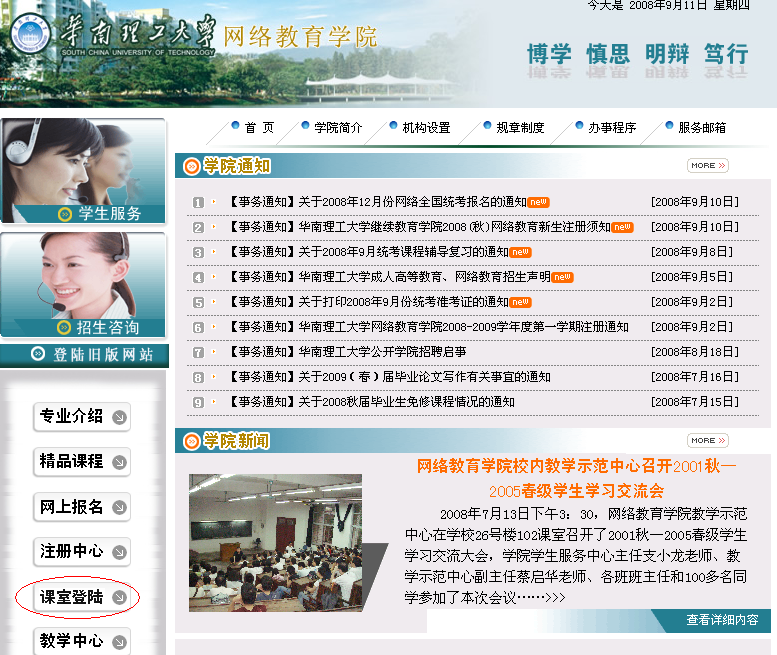 今天是 2008年9月11日 星期四
华南理工大学 网络教育学院
SOUTH CHINA UNIVERSITY OF TECHNOLOGY
博学 慎思 明辩 笃行
首 页 学院简介 机构设置 规章制度 办事程序 服务邮箱
学生服务
招生咨询
登陆旧版网站
专业介绍
精品课程
网上报名
注册中心
课室登陆
教学中心
学院通知 MORE
1 【事务通知】关于2008年12月份网络全国统考报名的通知 new [2008年9月10日]
2 【事务通知】华南理工大学继续教育学院2008(秋)网络教育新生注册须知 new [2008年9月10日]
3 【事务通知】关于2008年9月统考课程辅导复习的通知 new [2008年9月8日]
4 【事务通知】华南理工大学成人高等教育、网络教育招生声明 new [2008年9月5日]
5 【事务通知】关于打印2008年9月份统考准考证的通知 new [2008年9月2日]
6 【事务通知】华南理工大学网络教育学院2008-2009学年度第一学期注册通知 [2008年9月2日]
7 【事务通知】华南理工大学公开学院招聘启事 [2008年8月18日]
8 【事务通知】关于2009（春）届毕业论文写作有关事宜的通知 [2008年7月16日]
9 【事务通知】关于2008秋届毕业生免修课程情况的通知 [2008年7月15日]
学院新闻 MORE
网络教育学院校内教学示范中心召开2001秋—
2005春级学生学习交流会
2008年7月13日下午3：30，网络教育学院教学示范
中心在学校26号楼102课室召开了2001秋—2005春级学生
学习交流大会，学院学生服务中心主任支小龙老师、教
学示范中心副主任蔡启华老师、各班班主任和100多名同
学参加了本次会议……>>>
查看详细内容